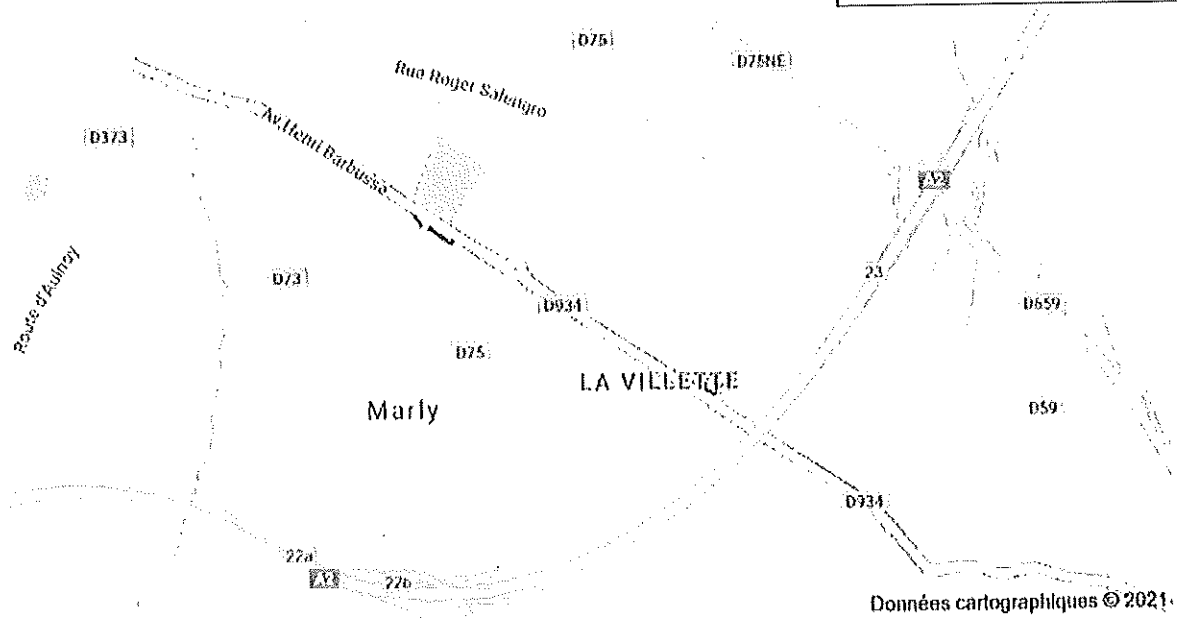 D75
D75NÉ
Rue Roger Salengro
D373
Av. Henri Barbusse
A2
Route d'Aulnoy
D73
23
D934
D659
D75
LA VILLETTE
Marly
D59
D934
22a
A2
22b
Données cartographiques © 2021